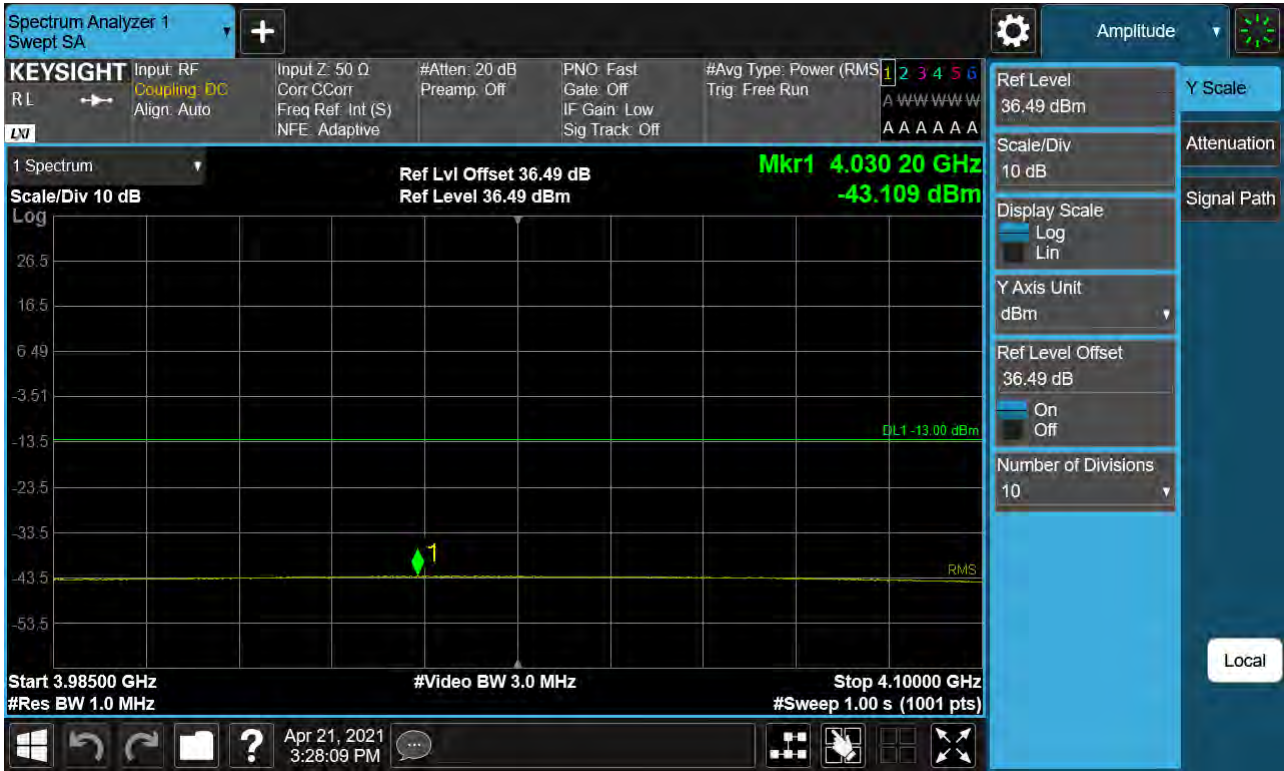 Spectrum Analyzer 1
Swept SA
Amplitude
KEYSIGHT
R L
LXI
Input: RF
Coupling: DC
Align: Auto
Input Z: 50 Ω
Corr CCorr
Freq Ref: Int (S)
NFE: Adaptive
#Atten: 20 dB
Preamp: Off
PNO: Fast
Gate: Off
IF Gain: Low
Sig Track: Off
#Avg Type: Power (RMS
Trig: Free Run
1 2 3 4 5 6
A W W W W W
A A A A A A
1 Spectrum
Scale/Div 10 dB
Ref Lvl Offset 36.49 dB
Ref Level 36.49 dBm
Mkr1 4.030 20 GHz
-43.109 dBm
Log
26.5
16.5
6.49
-3.51
-13.5
-23.5
-33.5
-43.5
-53.5
DL1 -13.00 dBm
1
RMS
Start 3.98500 GHz
#Res BW 1.0 MHz
#Video BW 3.0 MHz
Stop 4.10000 GHz
#Sweep 1.00 s (1001 pts)
Ref Level
36.49 dBm
Scale/Div
10 dB
Display Scale
Log
Lin
Y Axis Unit
dBm
Ref Level Offset
36.49 dB
On
Off
Number of Divisions
10
Y Scale
Attenuation
Signal Path
Local
?
Apr 21, 2021
3:28:09 PM